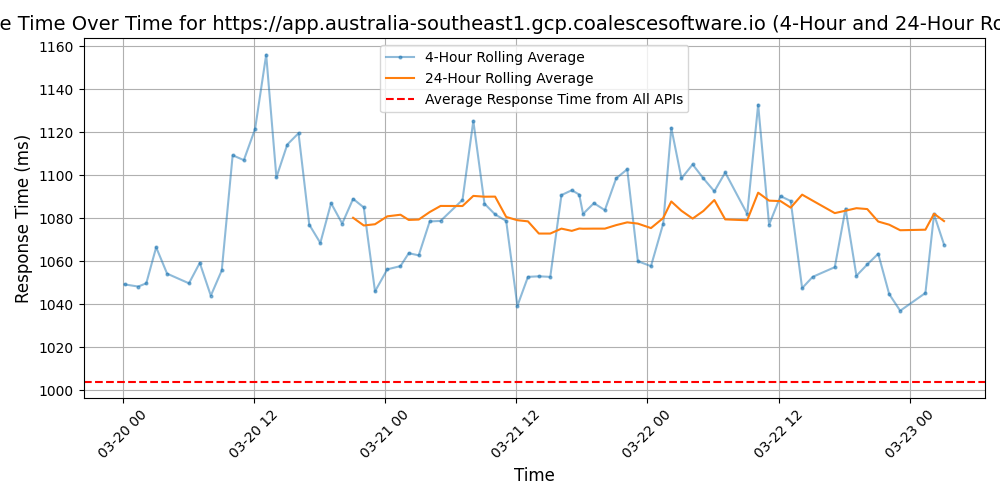 e Time Over Time for https://app.australia-southeast1.gcp.coalescesoftware.io (4-Hour and 24-Hour Ro
4-Hour Rolling Average
24-Hour Rolling Average
Average Response Time from All APIs
Response Time (ms)
1160
1140
1120
1100
1080
1060
1040
1020
1000
03-20 00
03-20 12
03-21 00
03-21 12
03-22 00
03-22 12
03-23 00
Time